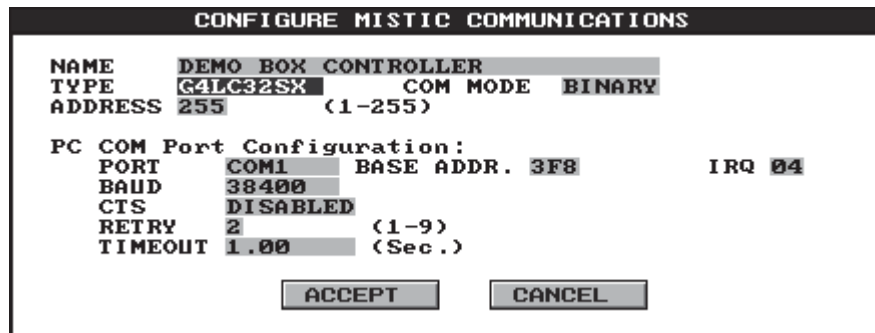 CONFIGURE MISTIC COMMUNICATIONS
NAME DEMO BOX CONTROLLER
TYPE G4LC32SX COM MODE BINARY
ADDRESS 255 (1-255)
PC COM Port Configuration:
PORT COM1 BASE ADDR. 3F8 IRQ 04
BAUD 38400
CTS DISABLED
RETRY 2 (1-9)
TIMEOUT 1.00 (Sec.)
ACCEPT CANCEL